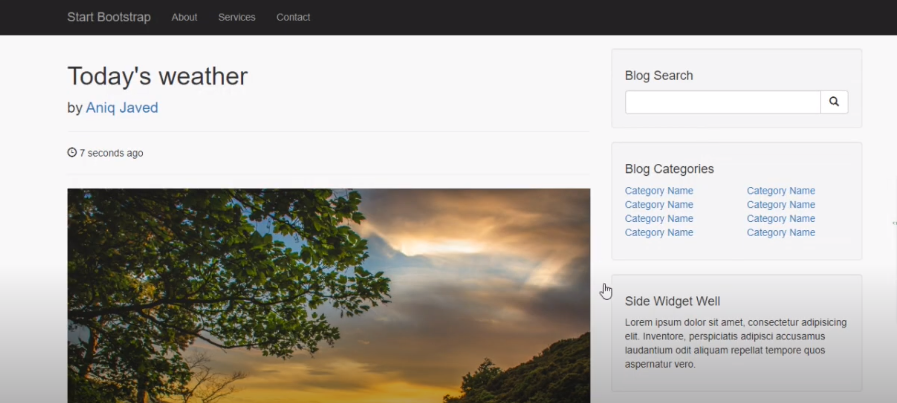 Start Bootstrap About Services Contact
Today's weather
by Aniq Javed
7 seconds ago
Blog Search
Blog Categories
Category Name Category Name
Category Name Category Name
Category Name Category Name
Category Name Category Name
Side Widget Well
Lorem ipsum dolor sit amet, consectetur adipisicing
elit. Inventore, perspiciatis adipisci accusamus
laudantium odit aliquam repellat tempore quos
aspernatur vero.